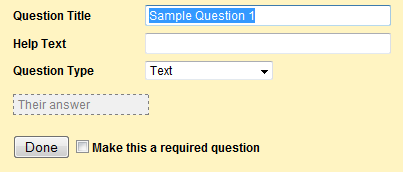 Question Title Sample Question 1
Help Text
Question Type Text
Their answer
Done Make this a required question